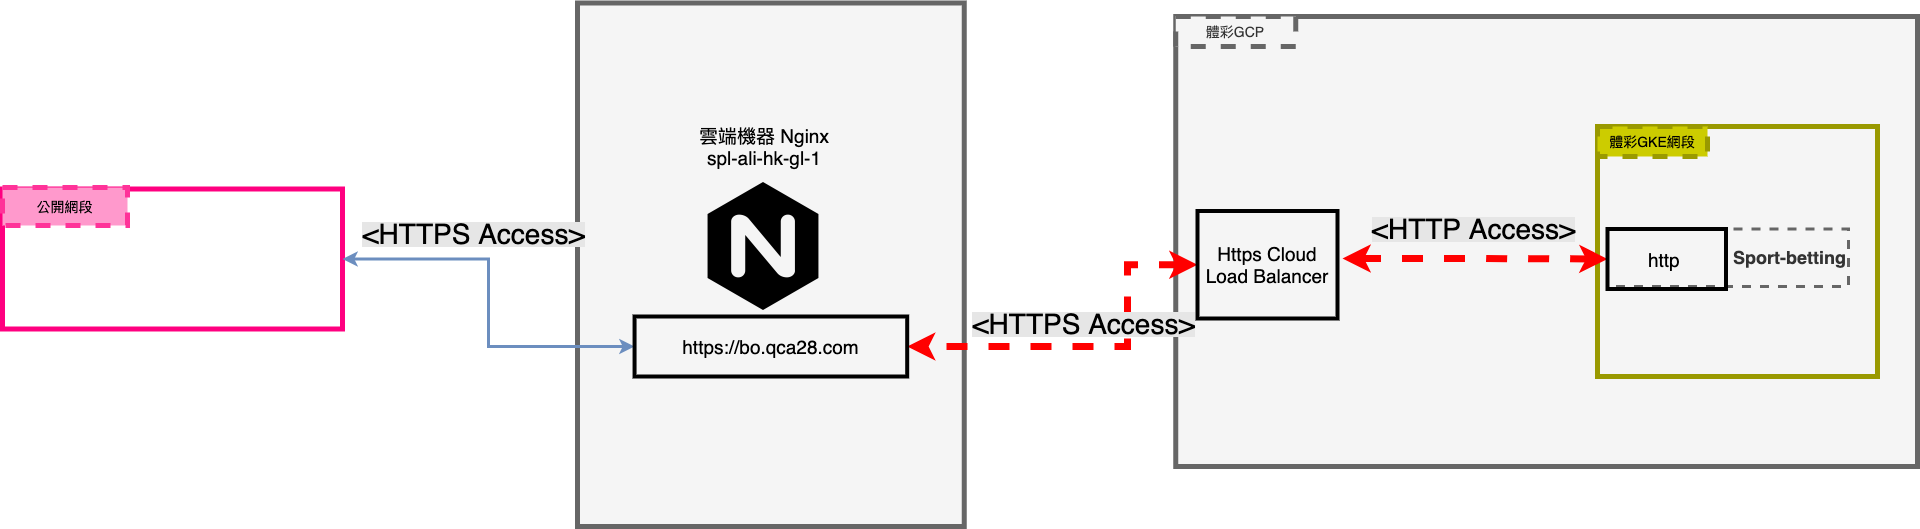 公開網段
<HTTPS Access>
雲端機器 Nginx
spl-ali-hk-gl-1
N
https://bo.qca28.com
<HTTPS Access>
體彩GCP
Https Cloud
Load Balancer
<HTTP Access>
體彩GKE網段
http
Sport-betting